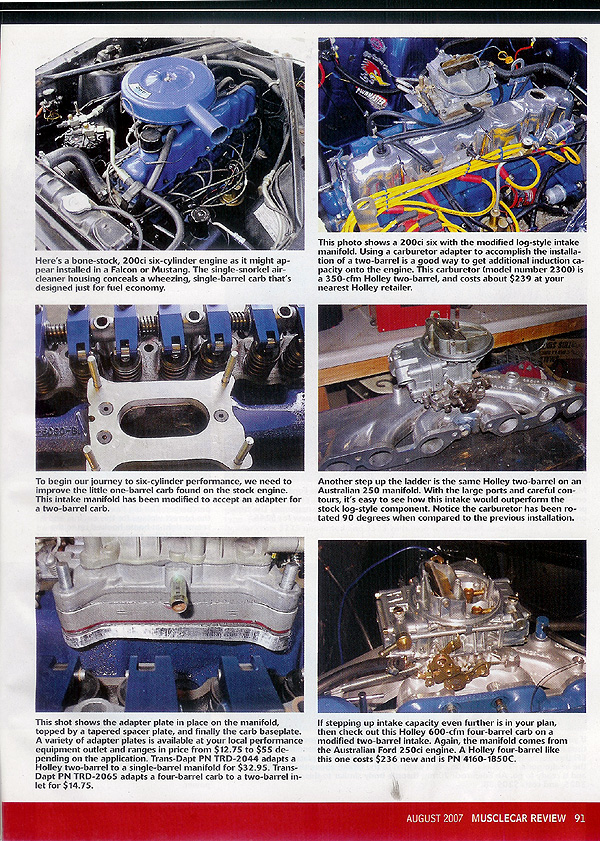 Here's a bone-stock, 200ci six-cylinder engine as it might ap-
pear installed in a Falcon or Mustang. The single-snorkel air-
cleaner housing conceals a wheezing, single-barrel carb that's
designed just for fuel economy.
This photo shows a 200ci six with the modified log-style intake
manifold. Using a carburetor adapter to accomplish the installa-
tion of a two-barrel is a good way to get additional induction ca-
pacity onto the engine. This carburetor (model number 2300) is
a 350-cfm Holley two-barrel, and costs about $239 at your
nearest Holley retailer.
To begin our journey to six-cylinder performance, we need to
improve the little one-barrel carb found on the stock engine.
This intake manifold has been modified to accept an adapter for
a two-barrel carb.
Another step up the ladder is the same Holley two-barrel on an
Australian 250 manifold. With the large ports and careful con-
tours, it's easy to see how this intake would outperform the
stock log-style component. Notice the carburetor has been ro-
tated 90 degrees when compared to the previous installation.
This shot shows the adapter plate in place on the manifold,
topped by a tapered spacer plate, and finally the carb baseplate.
A variety of adapter plates is available at your local performance
equipment outlet and ranges in price from $12.75 to $55 de-
pending on the application. Trans-Dapt PN TRD-2044 adapts a
Holley two-barrel to a single-barrel manifold for $32.95. Trans-
Dapt PN TRD-2065 adapts a four-barrel carb to a two-barrel in-
let for $14.75.
If stepping up intake capacity even further is in your plan,
then check out this Holley 600-cfm four-barrel carb on a
modified two-barrel intake. Again, the manifold comes from
the Australian Ford 250ci engine. A Holley four-barrel like
this one costs $236 new and is PN 4160-1850C.
AUGUST 2007 MUSCLECAR REVIEW 91